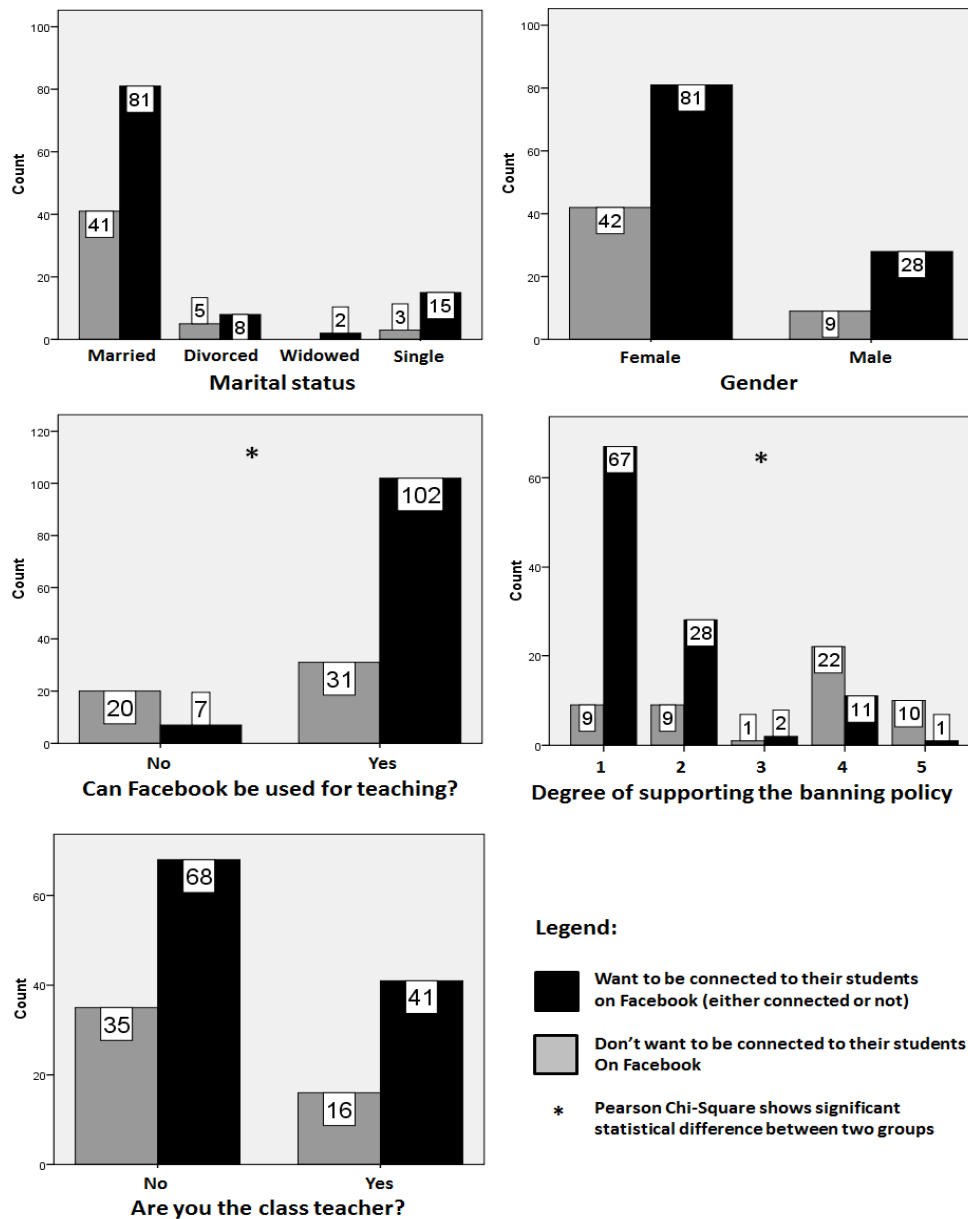 Count
100
80
60
40
20
0
41
81
5
8
2
3
15
Married Divorced Widowed Single
Marital status
Count
100
80
60
40
20
0
42
81
9
28
Female Male
Gender
Count
120
100
80
60
40
20
0
*
20
7
31
102
No Yes
Can Facebook be used for teaching?
Count
60
40
20
0
*
9
67
9
28
1
2
22
11
10
1
1 2 3 4 5
Degree of supporting the banning policy
Count
60
40
20
0
35
68
16
41
No Yes
Are you the class teacher?
Legend:
Want to be connected to their students
on Facebook (either connected or not)
Don’t want to be connected to their students
On Facebook
* Pearson Chi-Square shows significant
statistical difference between two groups